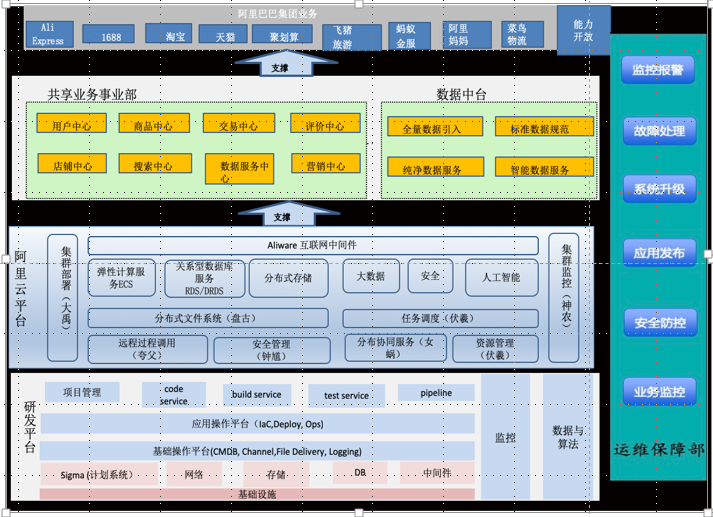 阿里巴巴集团业务
Ali
Express
1688
淘宝
天猫
聚划算
飞猪
旅游
蚂蚁
金服
阿里
妈妈
菜鸟
物流
能力
开放
支撑
共享业务事业部
用户中心
商品中心
交易中心
评价中心
店铺中心
搜索中心
数据服务中
心
营销中心
数据中台
全量数据引入
标准数据规范
纯净数据服务
智能数据服务
支撑
阿里云平台
集群部署（大禹）
Aliware 互联网中间件
弹性计算服
务ECS
关系型数据库
服务
RDS/DRDS
分布式存储
大数据
安全
人工智能
分布式文件系统（盘古）
任务调度（伏羲）
远程过程调用
（夸父）
安全管理
（钟馗）
分布协同服务（女
娲）
资源管理
（伏羲）
集群监控（神农）
研发平台
项目管理
code
service
build service
test service
pipeline
应用操作平台（IaC,Deploy, Ops)
基础操作平台(CMDB, Channel,File Delivery, Logging)
Sigma (计划系统）
网络
存储
DB
中间件
基础设施
监控
数据与
算法
监控报警
故障处理
系统升级
应用发布
安全防控
业务监控
运维保障部